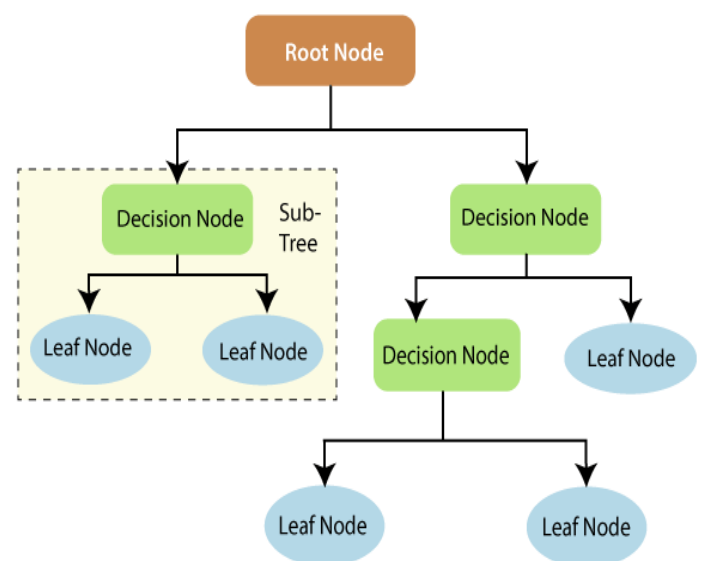 Root Node
Decision Node
Sub-
Tree
Decision Node
Leaf Node
Leaf Node
Decision Node
Leaf Node
Leaf Node
Leaf Node